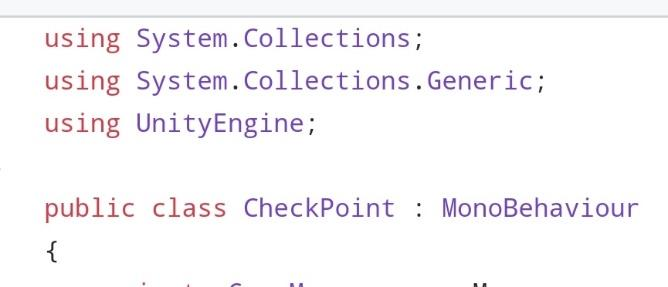 using System.Collections;
using System.Collections.Generic;
using UnityEngine;
public class CheckPoint : MonoBehaviour
{